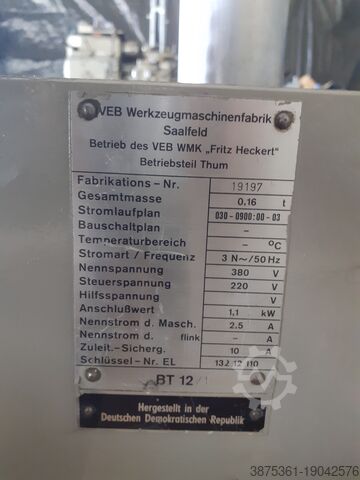 VEB Werkzeugmaschinenfabrik
Saalfeld
Betrieb des VEB WMK „Fritz Heckert"
Betriebsteil Thum
Fabrikations - Nr. 19197
Gesamtmasse 0.16 t
Stromlaufplan 030-0900:00-03
Bauschaltplan –
Temperaturbereich – °C
Stromart / Frequenz 3 N~/50 Hz
Nennspannung 380 V
Steuerspannung 220 V
Hilfsspannung V
Anschlußwert 1,1 kW
Nennstrom d. Masch. 2.5 A
Nennstrom d. flink – A
Zuleit.-Sicherg. 10 A
Schlüssel-Nr. EL 132 12 110
BT 12
Hergestellt in der
Deutschen Demokratischen Republik
3875361-19042576